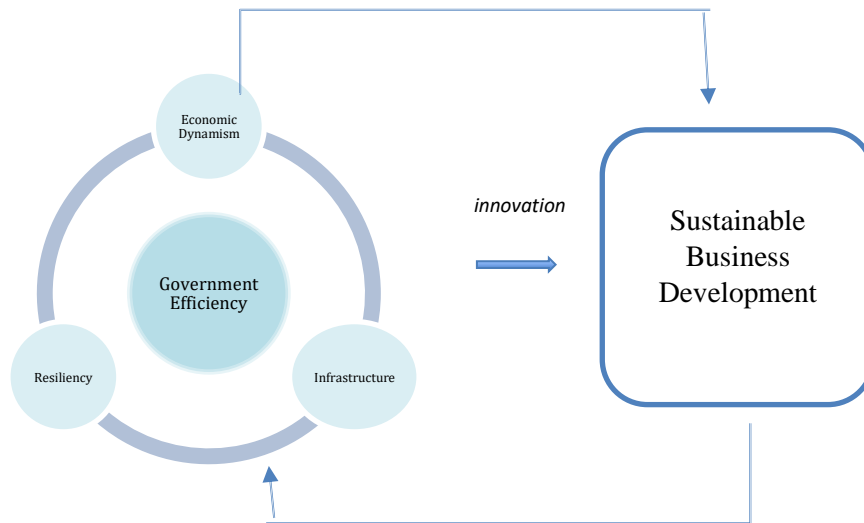 Economic
Dynamism
Government
Efficiency
Resiliency
Infrastructure
innovation
Sustainable
Business
Development